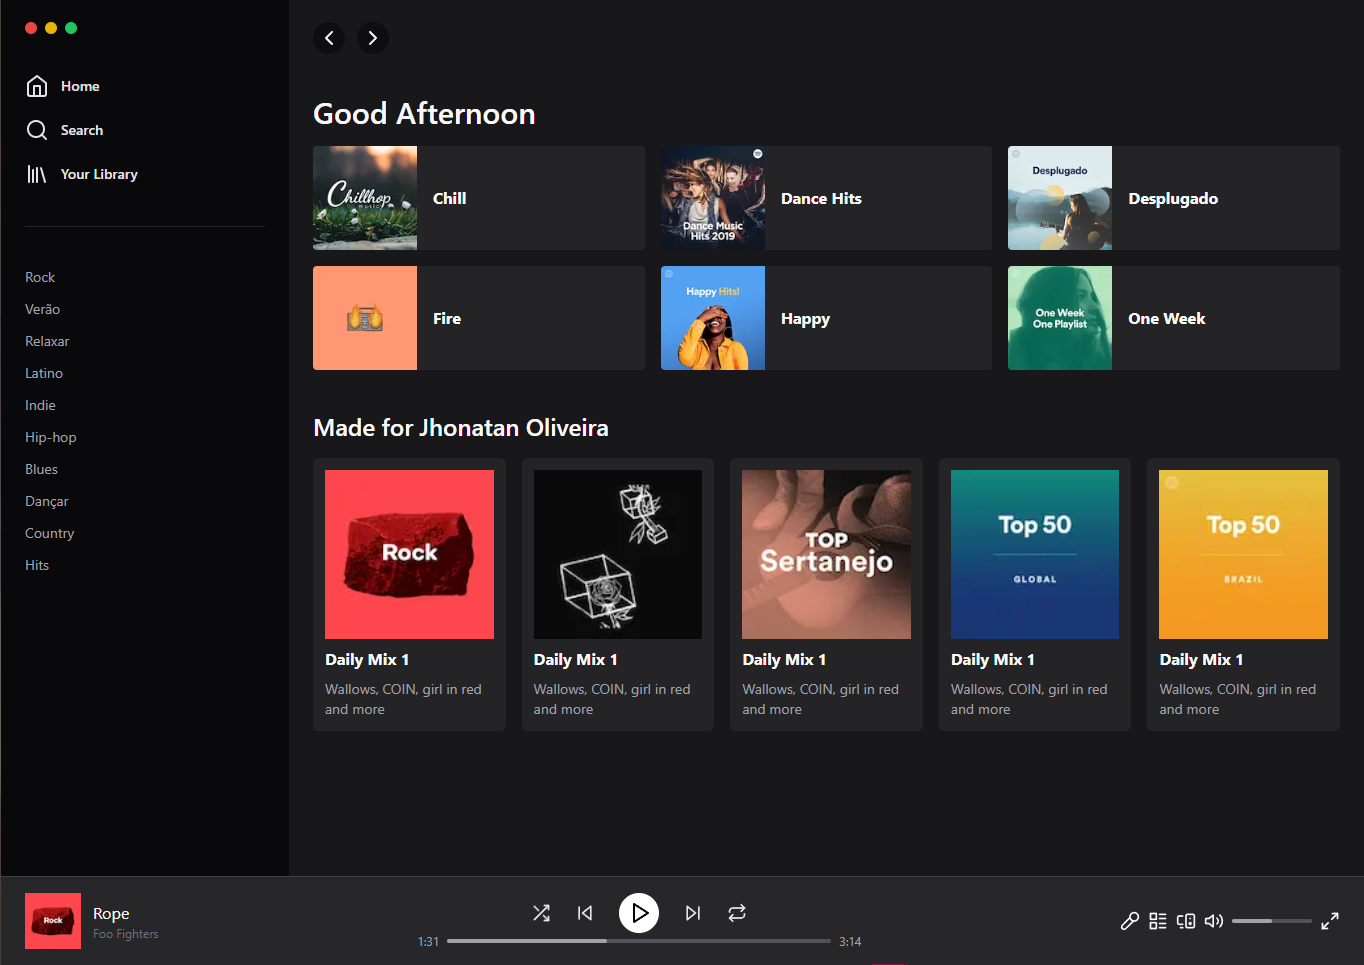 Home
Search
Your Library
Rock
Verão
Relaxar
Latino
Indie
Hip-hop
Blues
Dançar
Country
Hits
Good Afternoon
Chillhop
music
Chill
Dance Music
Hits 2019
Dance Hits
Desplugado
Desplugado
Fire
Happy Hits!
Happy
One Week
One Playlist
One Week
Made for Jhonatan Oliveira
Rock
Daily Mix 1
Wallows, COIN, girl in red
and more
Daily Mix 1
Wallows, COIN, girl in red
and more
TOP
Sertanejo
Daily Mix 1
Wallows, COIN, girl in red
and more
Top 50
GLOBAL
Daily Mix 1
Wallows, COIN, girl in red
and more
Top 50
BRAZIL
Daily Mix 1
Wallows, COIN, girl in red
and more
Rock
Rope
Foo Fighters
1:31
3:14